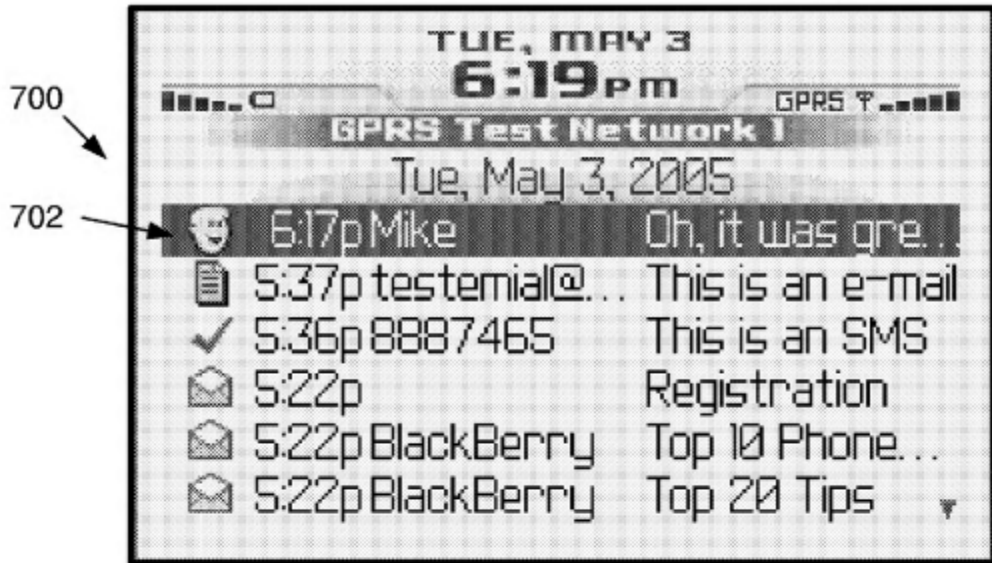 TUE, MAY 3
6:19PM
700
GPRS
GPRS Test Network 1
Tue, May 3, 2005
702
6:17p Mike Oh, it was gre...
5:37p testemial@... This is an e-mail
5:36p 8887465 This is an SMS
5:22p Registration
5:22p BlackBerry Top 10 Phone...
5:22p BlackBerry Top 20 Tips